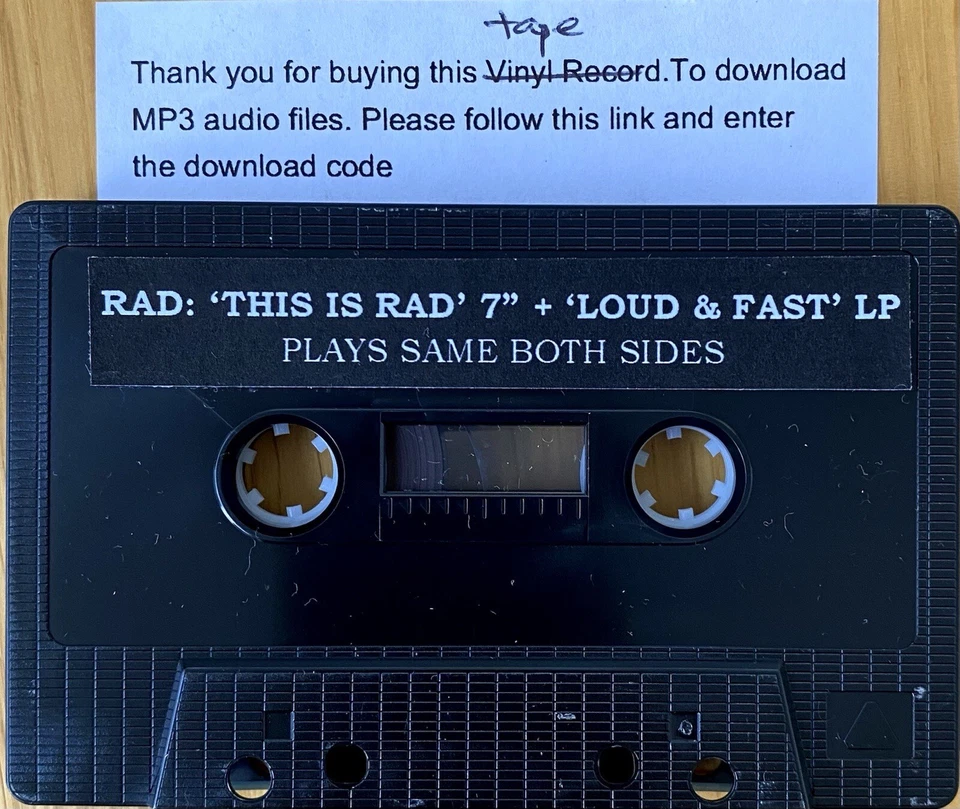 tape
Thank you for buying this Vinyl Record.To download
MP3 audio files. Please follow this link and enter
the download code
RAD: ‘THIS IS RAD’ 7” + ‘LOUD & FAST’ LP
PLAYS SAME BOTH SIDES